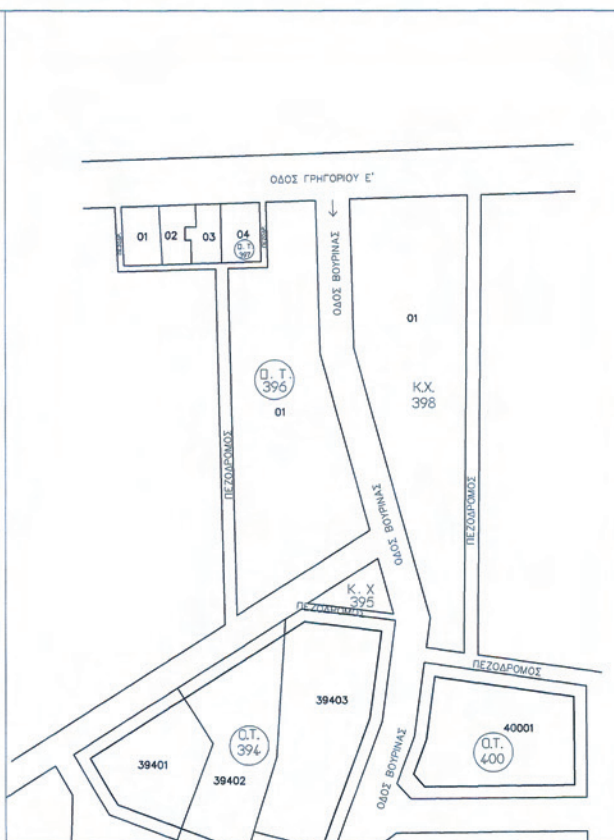 ΟΔΟΣ ΓΡΗΓΟΡΙΟΥ Ε'
01
02
03
04
Ο. Τ
397
ΟΔΟΣ ΒΟΥΡΙΝΑΣ
01
Ο. Τ.
396
01
Κ.Χ.
398
ΠΕΖΟΔΡΟΜΟΣ
ΟΔΟΣ ΒΟΥΡΙΝΑΣ
ΠΕΖΟΔΡΟΜΟΣ
Κ. Χ
395
ΠΕΖΟΔΡΟΜΟΣ
ΠΕΖΟΔΡΟΜΟΣ
39403
40001
Ο.Τ.
394
Ο.Τ.
400
39401
39402
ΟΔΟΣ ΒΟΥΡΙΝΑΣ